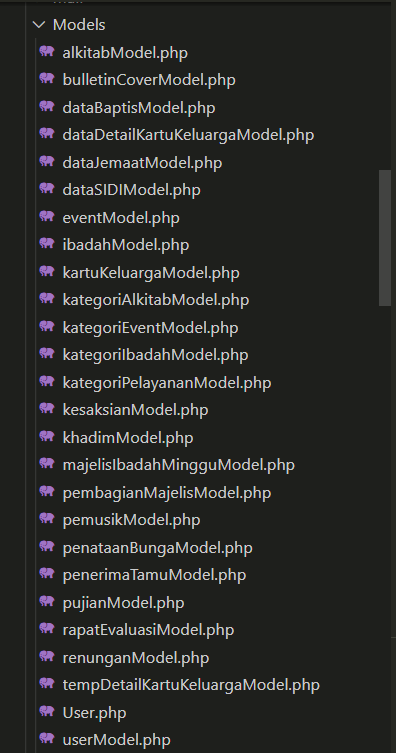 Models
alkitabModel.php
bulletinCoverModel.php
dataBaptisModel.php
dataDetailKartuKeluargaModel.php
dataJemaatModel.php
dataSIDIModel.php
eventModel.php
ibadahModel.php
kartuKeluargaModel.php
kategoriAlkitabModel.php
kategoriEventModel.php
kategoriIbadahModel.php
kategoriPelayananModel.php
kesaksianModel.php
khadimModel.php
majelisIbadahMingguModel.php
pembagianMajelisModel.php
pemusikModel.php
penataanBungaModel.php
penerimaTamuModel.php
pujianModel.php
rapatEvaluasiModel.php
renunganModel.php
tempDetailKartuKeluargaModel.php
User.php
userModel.php